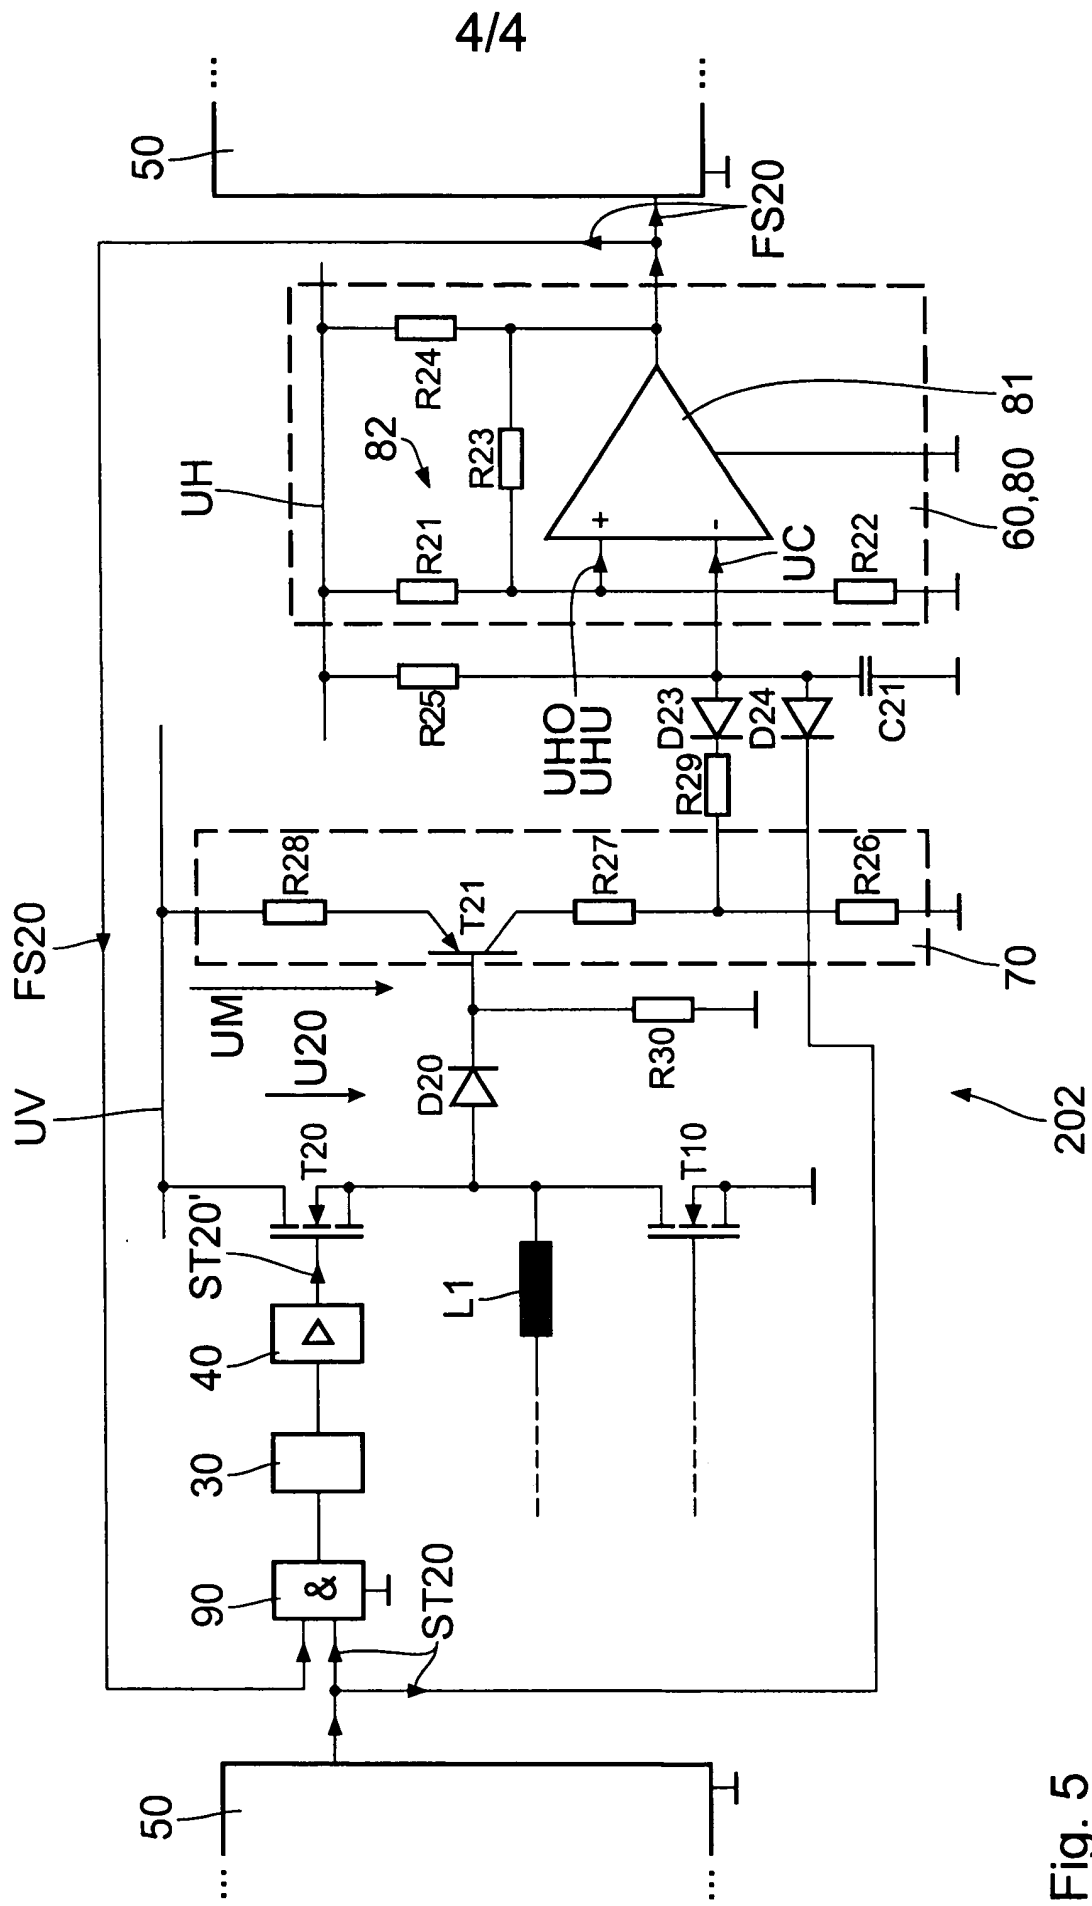 4/4
50
FS20
UV
UH
FS20
UM
U20
ST20'
T20
R28
T21
R27
R26
70
R25
R21
82
R24
R23
+
-
UC
R22
81
60,80
UHO
UHU
D23
D24
R29
C21
D20
R30
T10
L1
40
30
90
&
ST20
50
202
...
...
...
...
Fig. 5